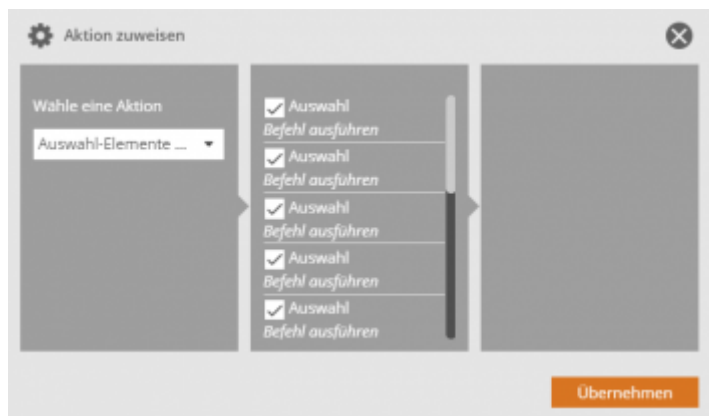 Aktion zuweisen
Wähle eine Aktion
Auswahl-Elemente ...
Auswahl
Befehl ausführen
Auswahl
Befehl ausführen
Auswahl
Befehl ausführen
Auswahl
Befehl ausführen
Auswahl
Befehl ausführen
Übernehmen